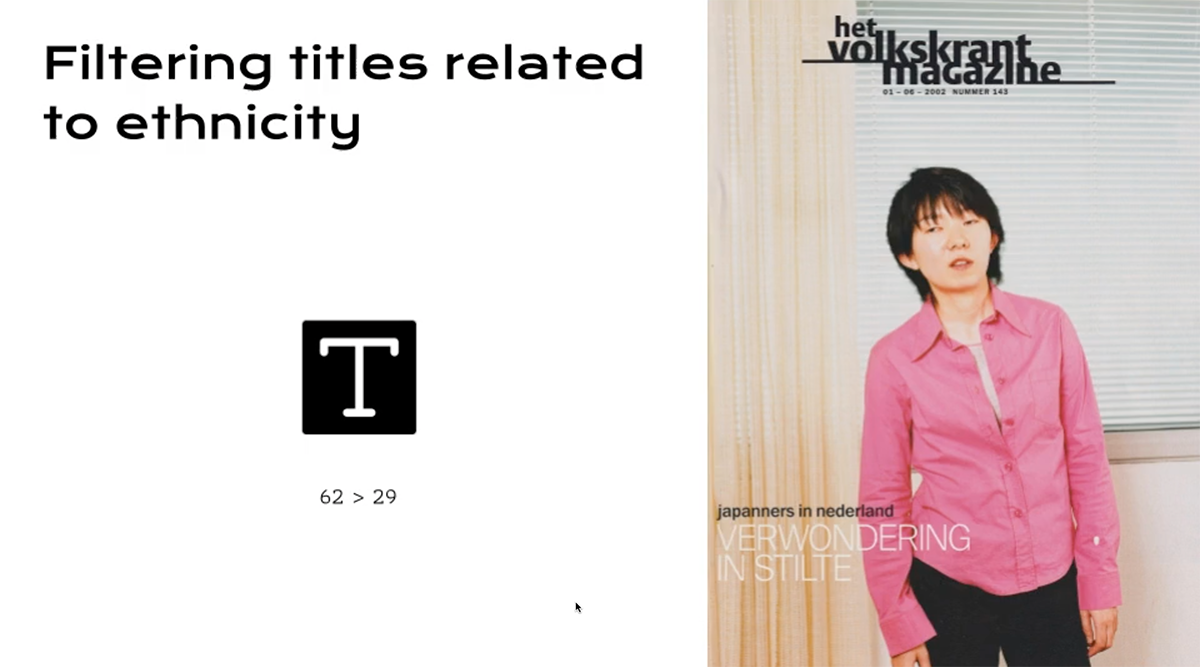 Filtering titles related
to ethnicity
T
62 > 29
het
volkskrant
magazine
01 – 06 – 2002 NUMMER 143
japanners in nederland
VERWONDERING
IN STILTE